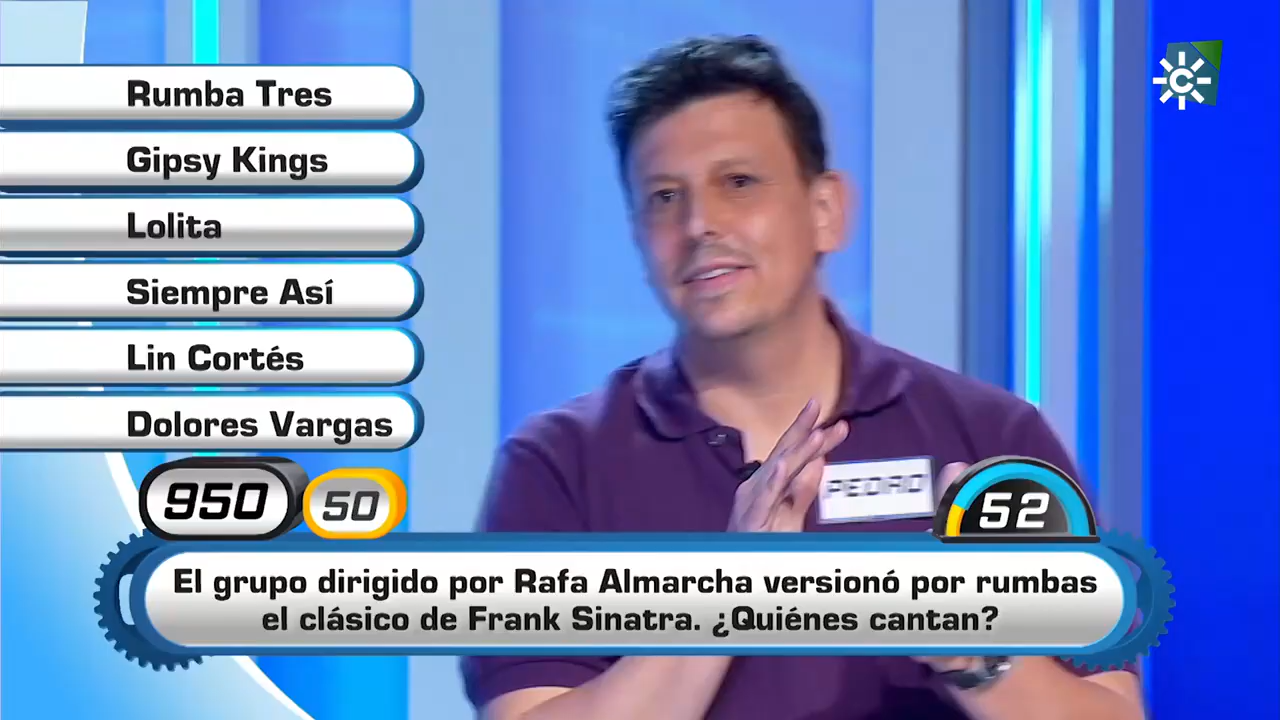 Rumba Tres
Gipsy Kings
Lolita
Siempre Así
Lin Cortés
Dolores Vargas
950
50
PEDRO
52
El grupo dirigido por Rafa Almarcha versionó por rumbas
el clásico de Frank Sinatra. ¿Quiénes cantan?